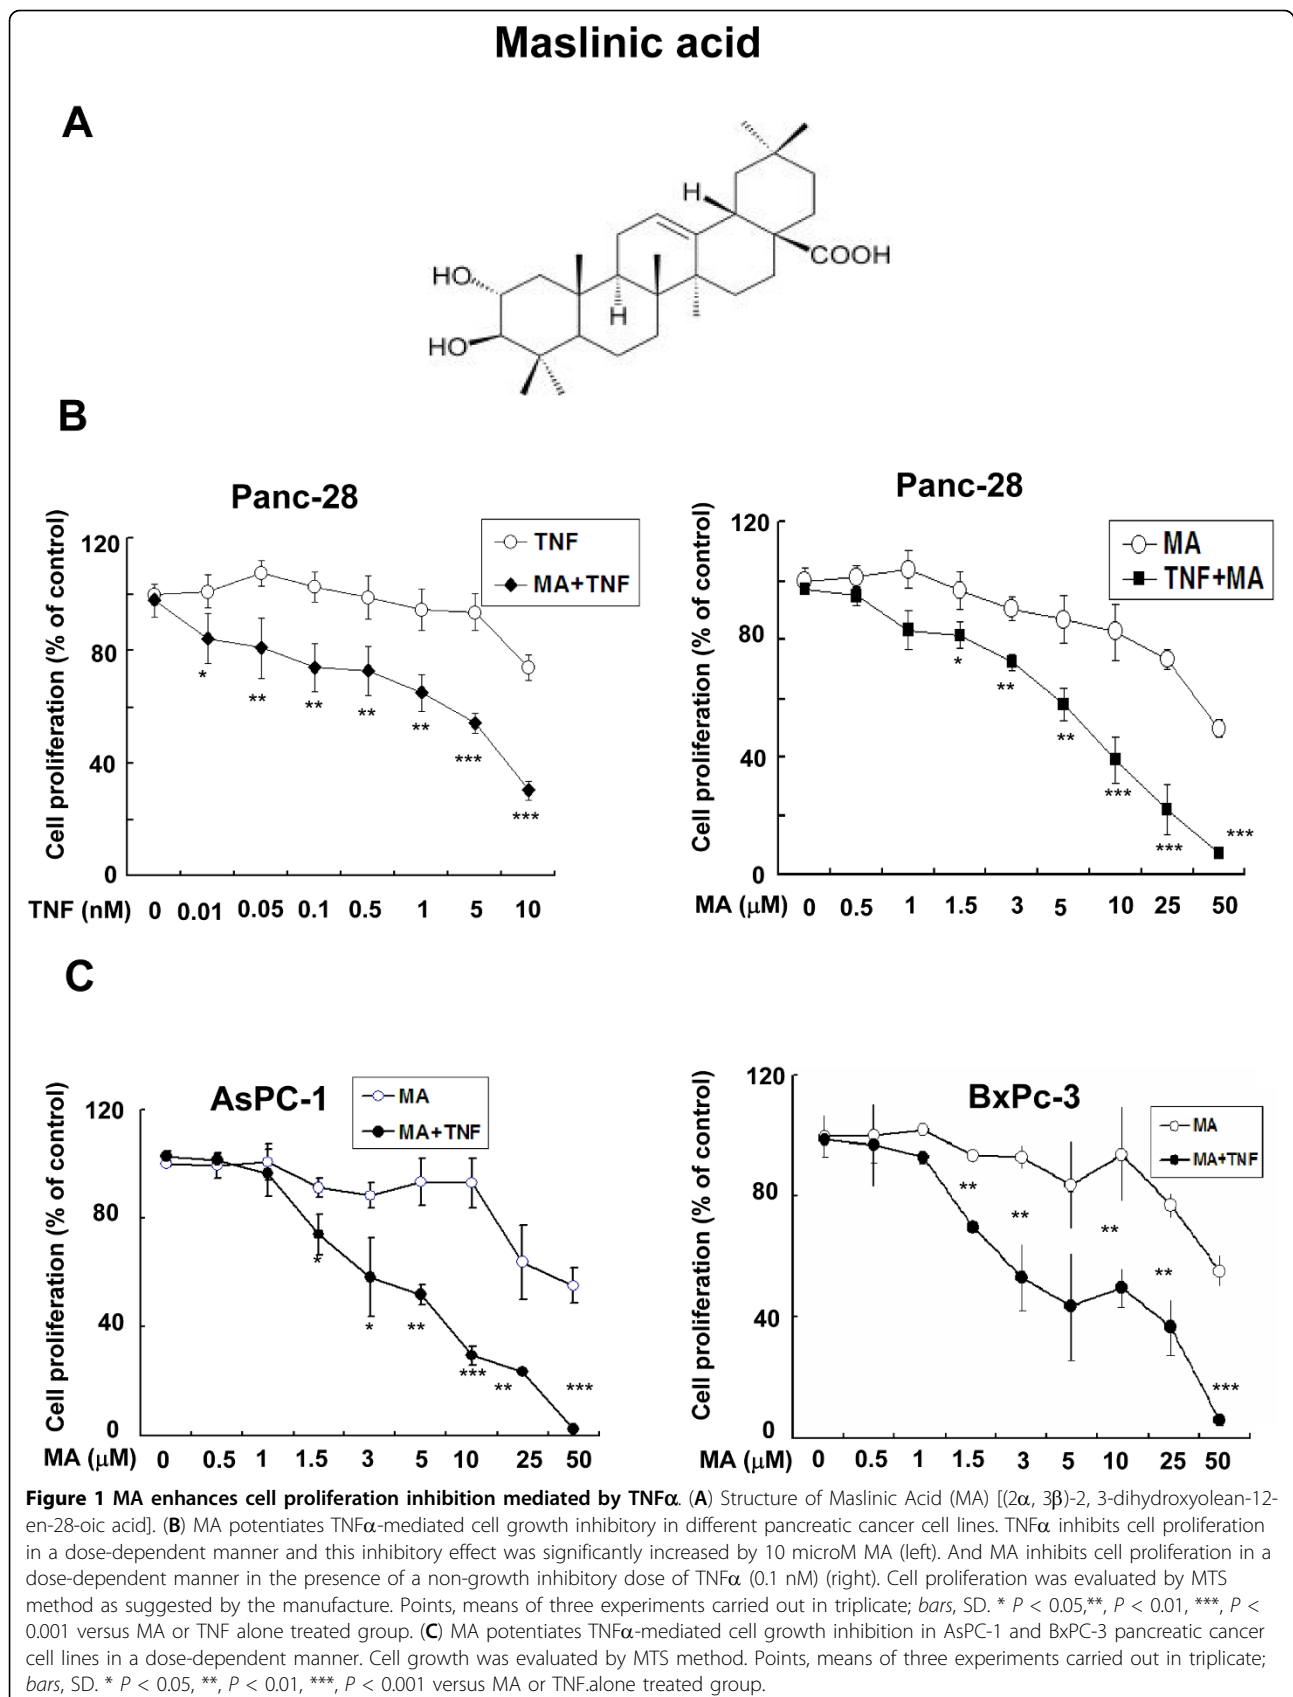 Maslinic acid
A
H
COOH
HO
H
HO
B
Panc-28
Cell proliferation (% of control)
120
80
40
0
TNF
MA+TNF
*
**
**
**
**
***
***
TNF (nM) 0 0.01 0.05 0.1 0.5 1 5 10
Panc-28
Cell proliferation (% of control)
120
80
40
0
MA
TNF+MA
*
**
**
***
***
***
MA (μM) 0 0.5 1 1.5 3 5 10 25 50
C
AsPC-1
Cell proliferation (% of control)
120
80
40
0
MA
MA+TNF
*
*
**
***
**
***
MA (μM) 0 0.5 1 1.5 3 5 10 25 50
BxPc-3
Cell proliferation (% of control)
120
80
40
0
MA
MA+TNF
**
**
**
**
***
MA (μM) 0 0.5 1 1.5 3 5 10 25 50
Figure 1 MA enhances cell proliferation inhibition mediated by TNFα. (A) Structure of Maslinic Acid (MA) [(2α, 3β)-2, 3-dihydroxyolean-12-
en-28-oic acid]. (B) MA potentiates TNFα-mediated cell growth inhibitory in different pancreatic cancer cell lines. TNFα inhibits cell proliferation
in a dose-dependent manner and this inhibitory effect was significantly increased by 10 microM MA (left). And MA inhibits cell proliferation in a
dose-dependent manner in the presence of a non-growth inhibitory dose of TNFα (0.1 nM) (right). Cell proliferation was evaluated by MTS
method as suggested by the manufacture. Points, means of three experiments carried out in triplicate; bars, SD. * P < 0.05,**, P < 0.01, ***, P <
0.001 versus MA or TNF alone treated group. (C) MA potentiates TNFα-mediated cell growth inhibition in AsPC-1 and BxPC-3 pancreatic cancer
cell lines in a dose-dependent manner. Cell growth was evaluated by MTS method. Points, means of three experiments carried out in triplicate;
bars, SD. * P < 0.05, **, P < 0.01, ***, P < 0.001 versus MA or TNF.alone treated group.